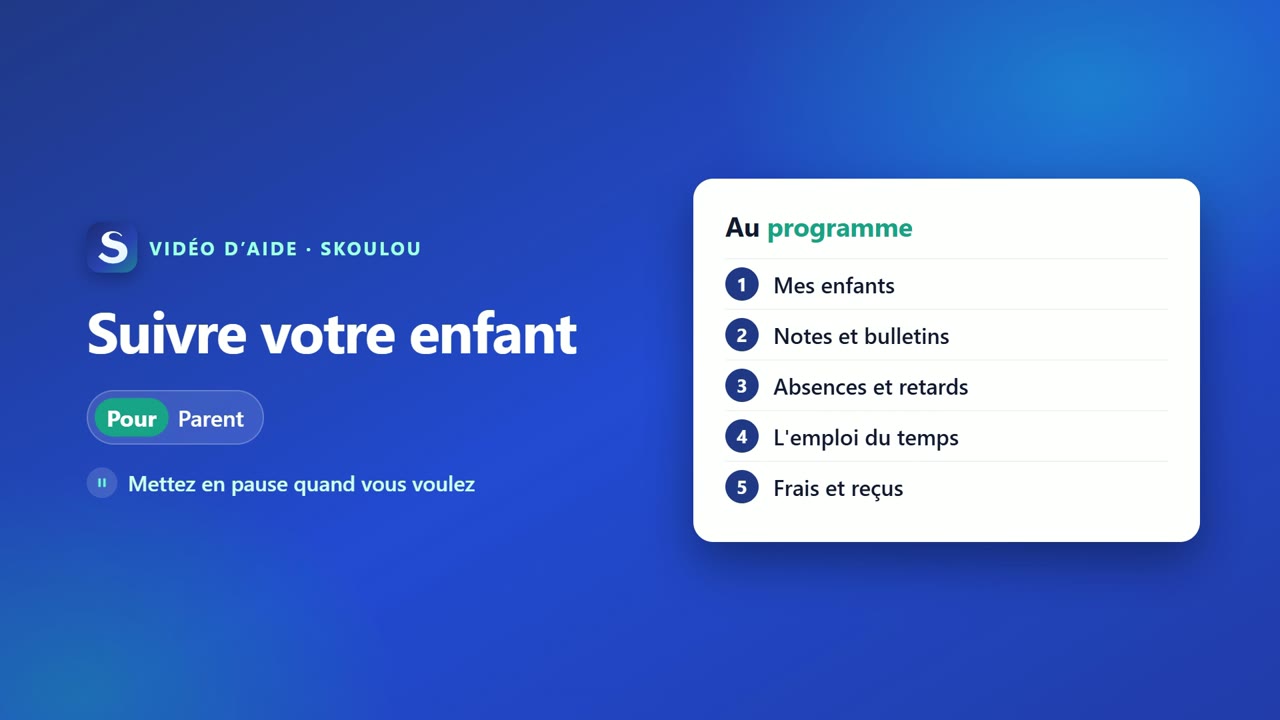 S
VIDÉO D’AIDE · SKOULOU
Suivre votre enfant
Pour Parent
Mettez en pause quand vous voulez
Au programme
1 Mes enfants
2 Notes et bulletins
3 Absences et retards
4 L'emploi du temps
5 Frais et reçus